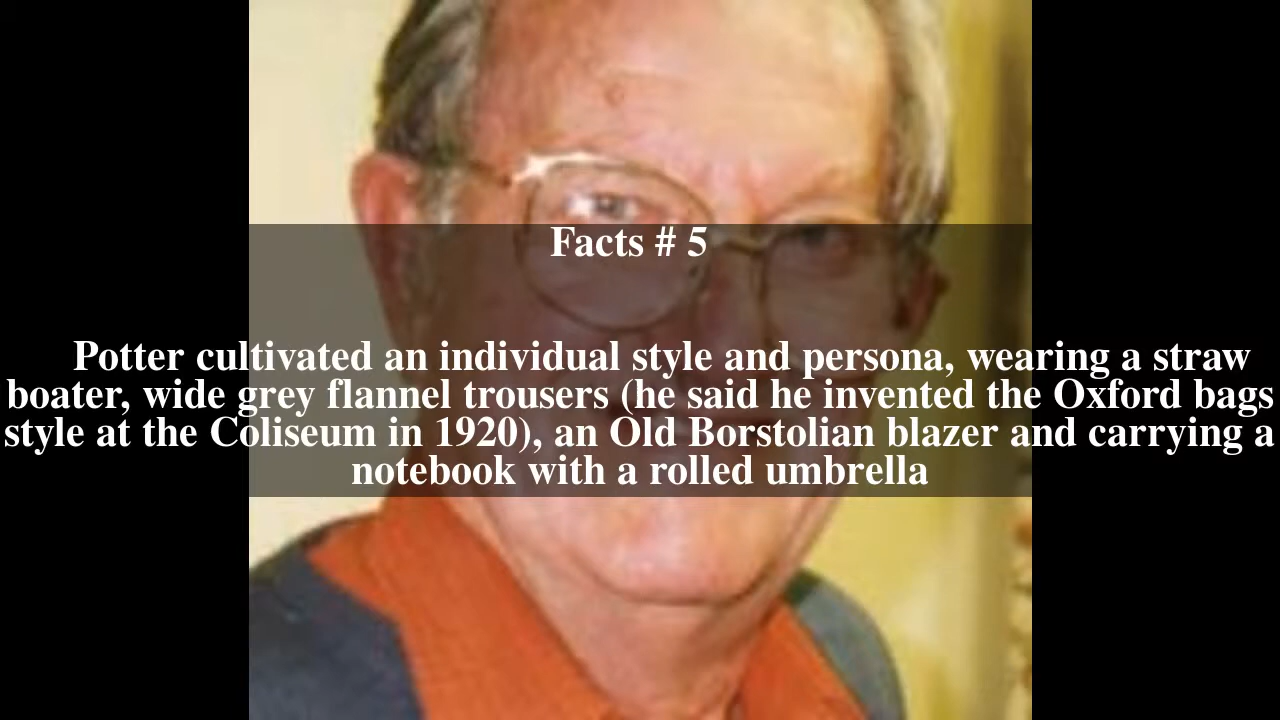 Facts # 5
Potter cultivated an individual style and persona, wearing a straw
boater, wide grey flannel trousers (he said he invented the Oxford bags
style at the Coliseum in 1920), an Old Borstolian blazer and carrying a
notebook with a rolled umbrella